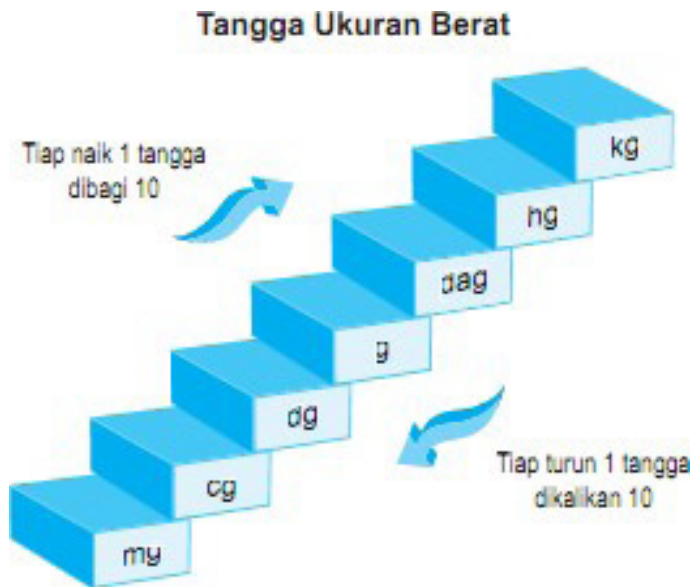 Tangga Ukuran Berat
Tiap naik 1 tangga
dibagi 10
kg
hg
dag
g
dg
cg
my
Tiap turun 1 tangga
dikalikan 10